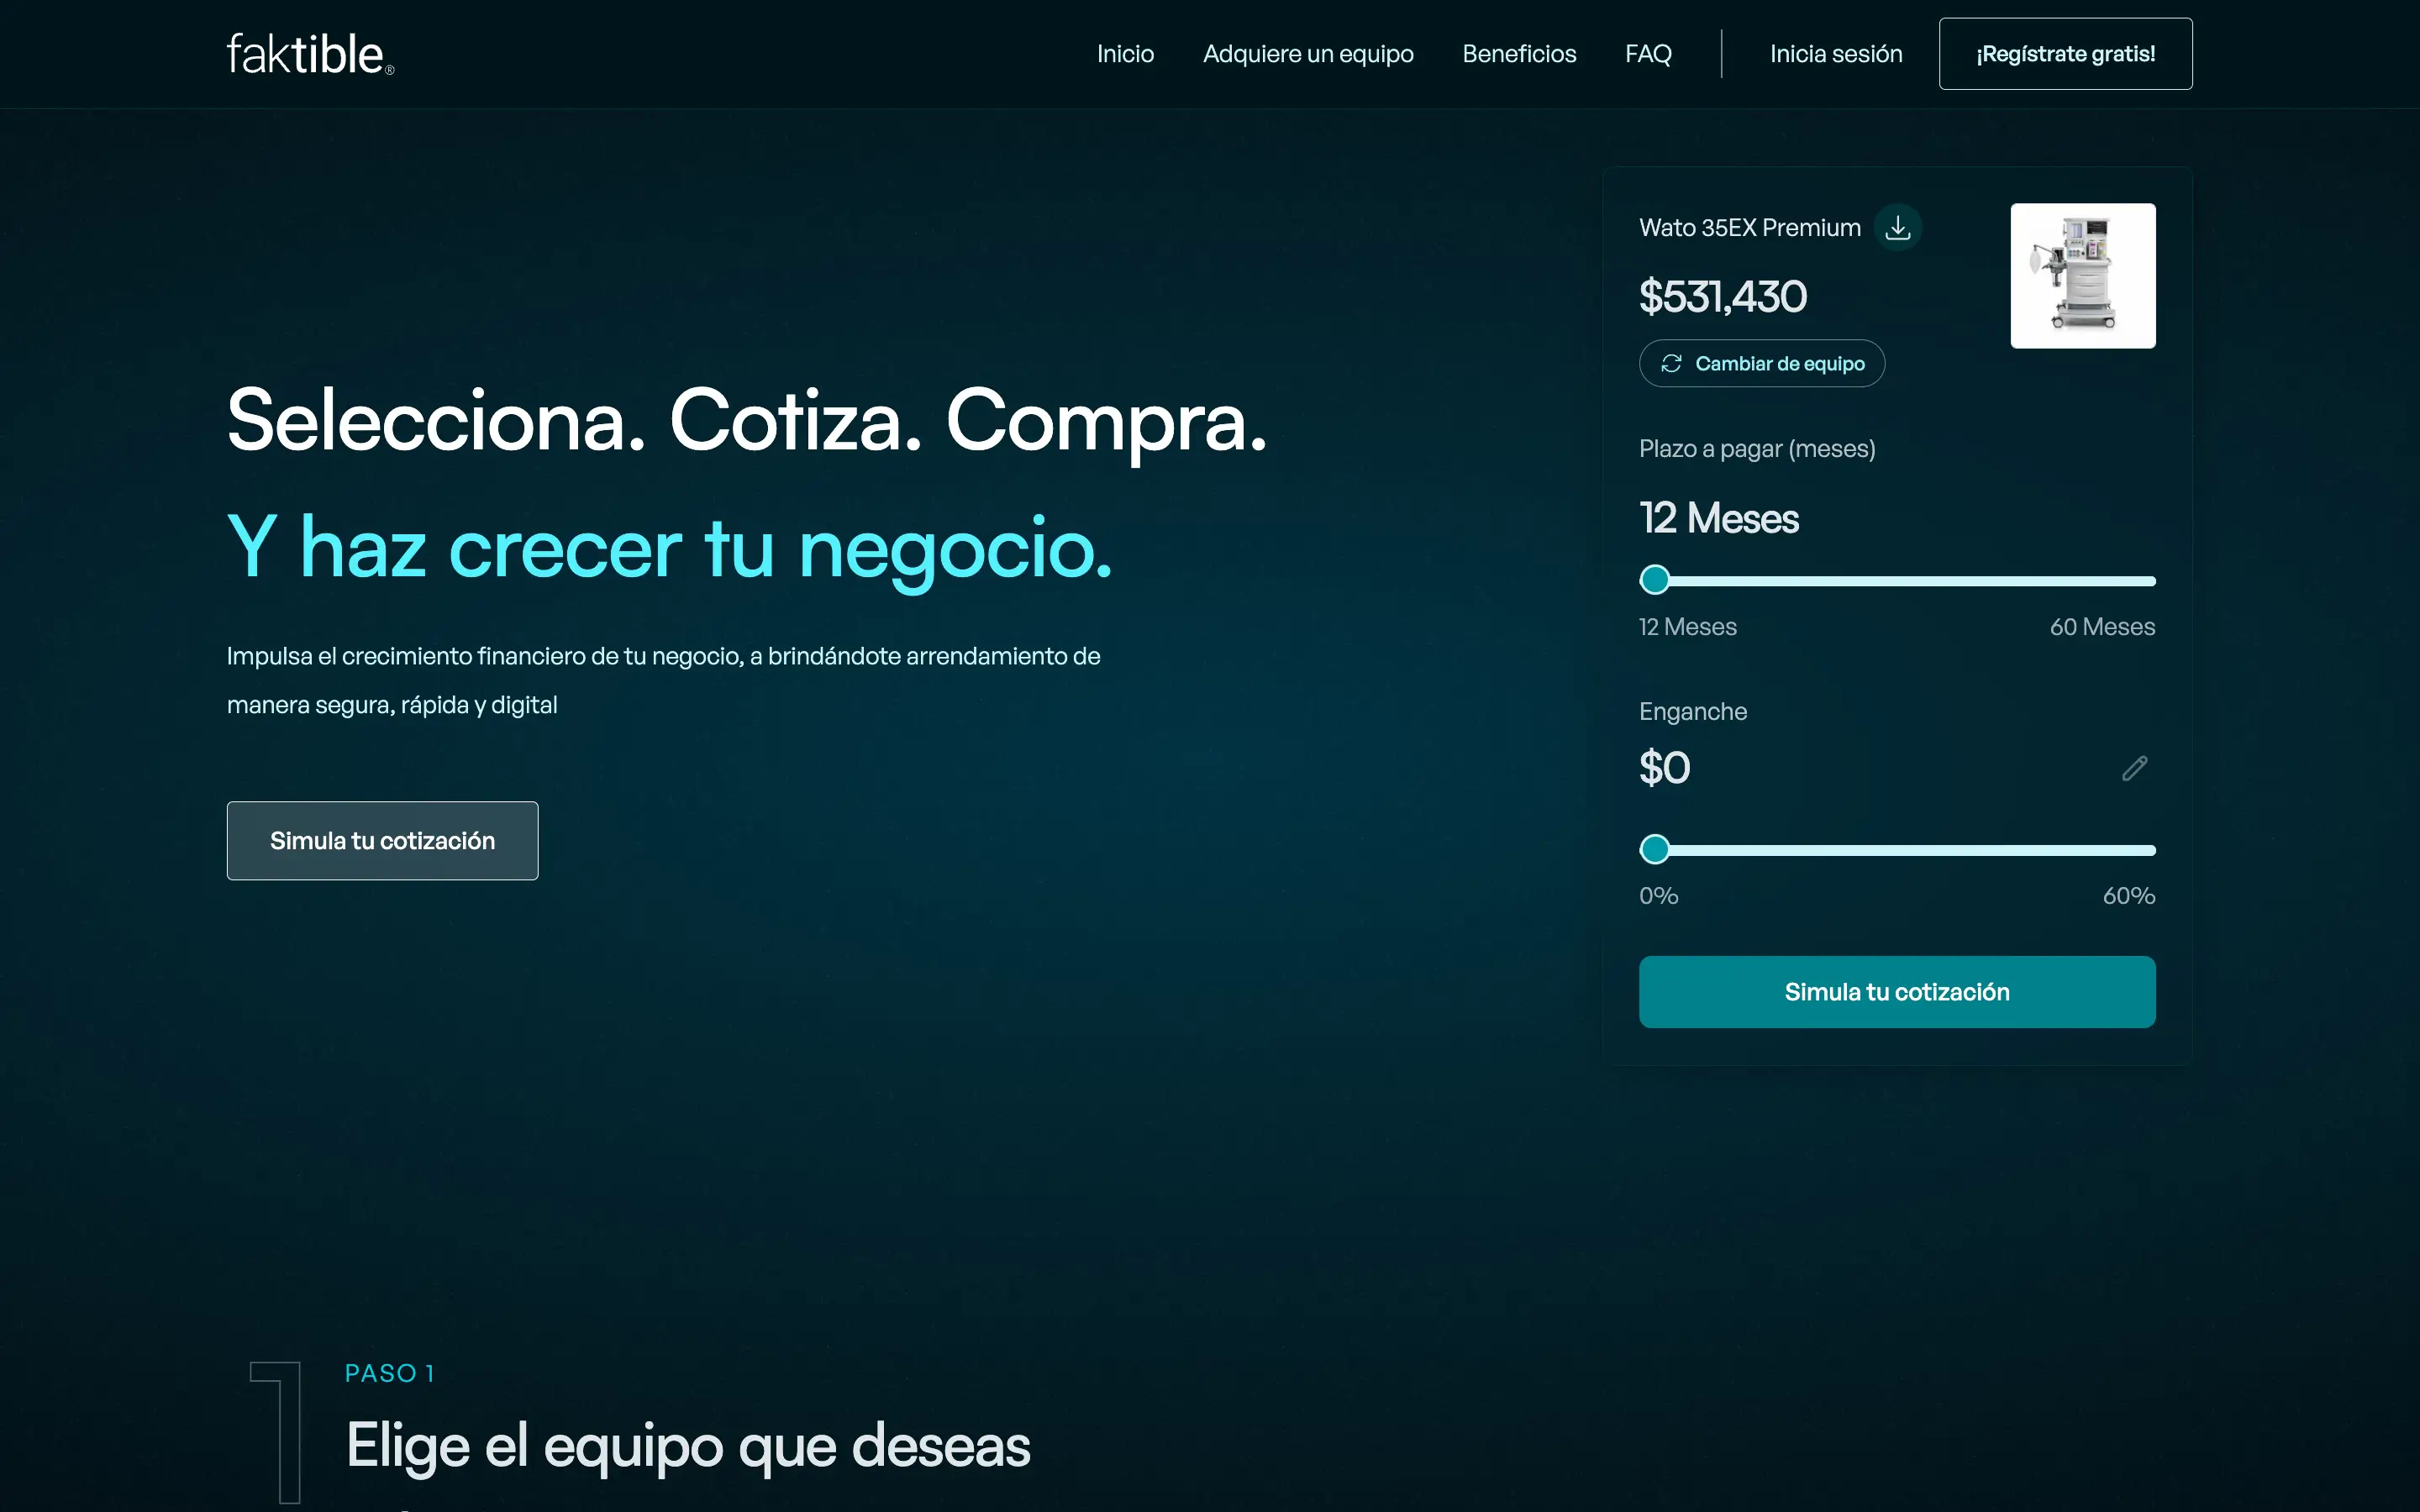 faktible®
Inicio
Adquiere un equipo
Beneficios
FAQ
Inicia sesión
¡Regístrate gratis!
Selecciona. Cotiza. Compra.
Y haz crecer tu negocio.
Impulsa el crecimiento financiero de tu negocio, a brindándote arrendamiento de
manera segura, rápida y digital
Simula tu cotización
Wato 35EX Premium
$531,430
Cambiar de equipo
Plazo a pagar (meses)
12 Meses
12 Meses
60 Meses
Enganche
$0
0%
60%
Simula tu cotización
1
PASO 1
Elige el equipo que deseas